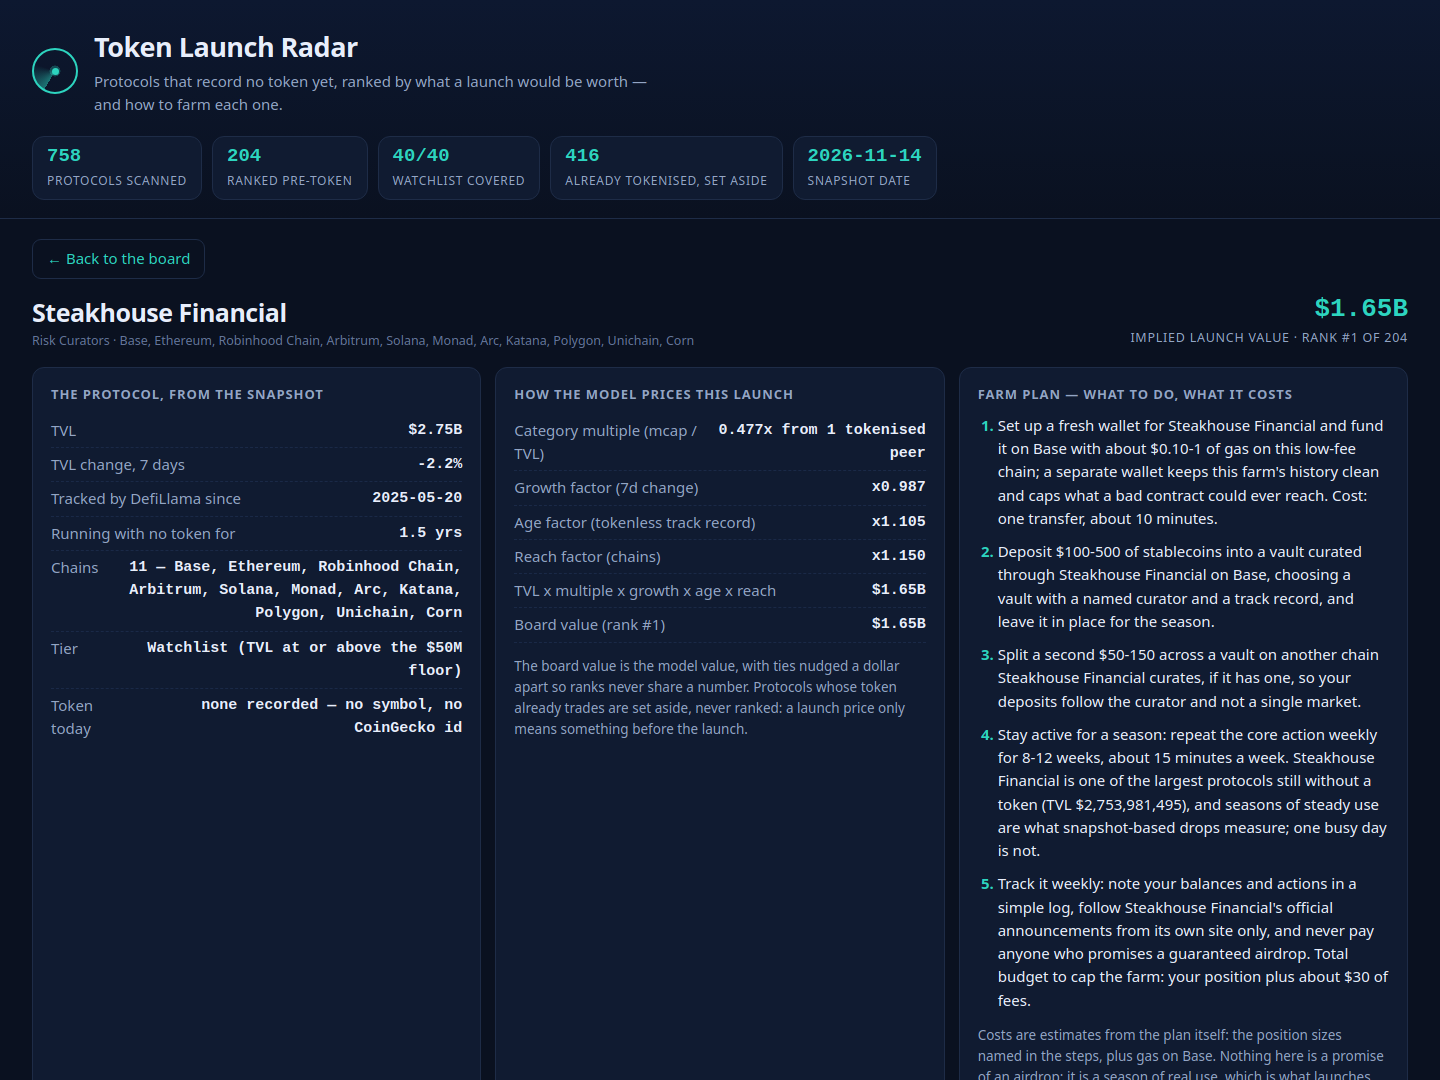 Token Launch Radar
Protocols that record no token yet, ranked by what a launch would be worth —
and how to farm each one.
758
PROTOCOLS SCANNED
204
RANKED PRE-TOKEN
40/40
WATCHLIST COVERED
416
ALREADY TOKENISED, SET ASIDE
2026-11-14
SNAPSHOT DATE
← Back to the board
Steakhouse Financial
Risk Curators · Base, Ethereum, Robinhood Chain, Arbitrum, Solana, Monad, Arc, Katana, Polygon, Unichain, Corn
$1.65B
IMPLIED LAUNCH VALUE · RANK #1 OF 204
THE PROTOCOL, FROM THE SNAPSHOT
TVL $2.75B
TVL change, 7 days -2.2%
Tracked by DefiLlama since 2025-05-20
Running with no token for 1.5 yrs
Chains 11 — Base, Ethereum, Robinhood Chain,
Arbitrum, Solana, Monad, Arc, Katana,
Polygon, Unichain, Corn
Tier Watchlist (TVL at or above the $50M
floor)
Token none recorded — no symbol, no
today CoinGecko id
HOW THE MODEL PRICES THIS LAUNCH
Category multiple (mcap / 0.477x from 1 tokenised
TVL) peer
Growth factor (7d change) x0.987
Age factor (tokenless track record) x1.105
Reach factor (chains) x1.150
TVL x multiple x growth x age x reach $1.65B
Board value (rank #1) $1.65B
The board value is the model value, with ties nudged a dollar
apart so ranks never share a number. Protocols whose token
already trades are set aside, never ranked: a launch price only
means something before the launch.
FARM PLAN — WHAT TO DO, WHAT IT COSTS
1. Set up a fresh wallet for Steakhouse Financial and fund
it on Base with about $0.10-1 of gas on this low-fee
chain; a separate wallet keeps this farm's history clean
and caps what a bad contract could ever reach. Cost:
one transfer, about 10 minutes.
2. Deposit $100-500 of stablecoins into a vault curated
through Steakhouse Financial on Base, choosing a
vault with a named curator and a track record, and
leave it in place for the season.
3. Split a second $50-150 across a vault on another chain
Steakhouse Financial curates, if it has one, so your
deposits follow the curator and not a single market.
4. Stay active for a season: repeat the core action weekly
for 8-12 weeks, about 15 minutes a week. Steakhouse
Financial is one of the largest protocols still without a
token (TVL $2,753,981,495), and seasons of steady use
are what snapshot-based drops measure; one busy day
is not.
5. Track it weekly: note your balances and actions in a
simple log, follow Steakhouse Financial's official
announcements from its own site only, and never pay
anyone who promises a guaranteed airdrop. Total
budget to cap the farm: your position plus about $30 of
fees.
Costs are estimates from the plan itself: the position sizes
named in the steps, plus gas on Base. Nothing here is a promise
of an airdrop: it is a season of real use, which is what launches